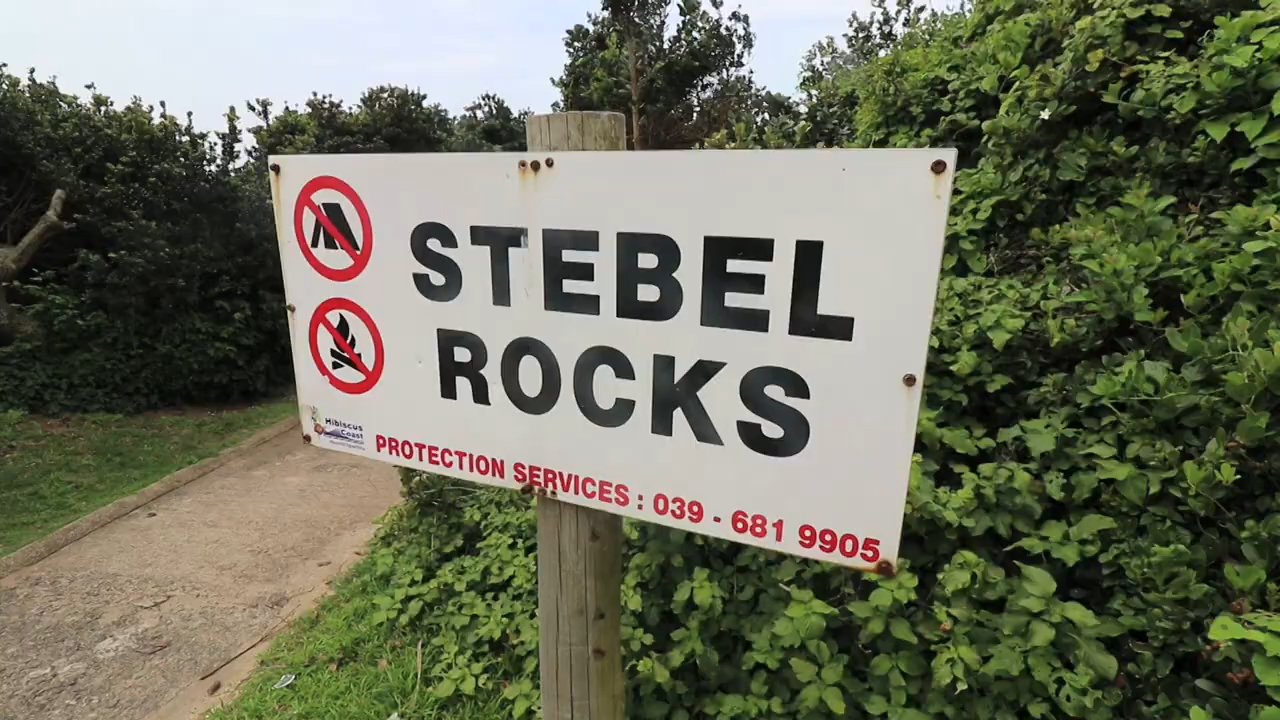 STEBEL
ROCKS
Hibiscus
Coast
PROTECTION SERVICES : 039 - 681 9905